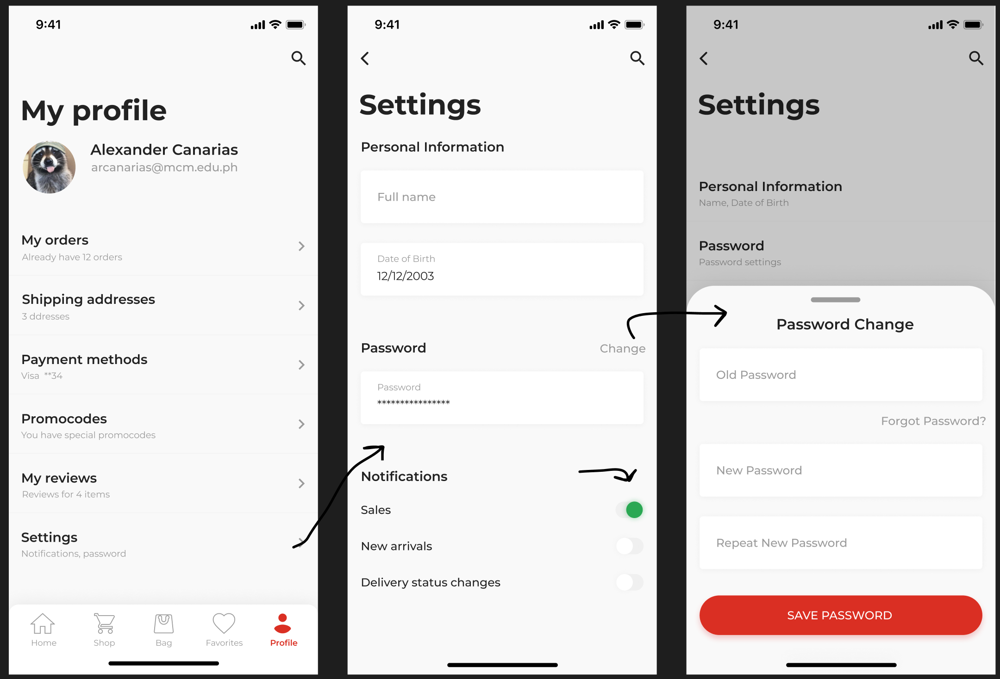 9:41
My profile
Alexander Canarias
arcanarias@mcm.edu.ph
My orders
Already have 12 orders
Shipping addresses
3 ddresses
Payment methods
Visa **34
Promocodes
You have special promocodes
My reviews
Reviews for 4 items
Settings
Notifications, password
Home
Shop
Bag
Favorites
Profile
9:41
Settings
Personal Information
Full name
Date of Birth
12/12/2003
Password
Change
Password
****************
Notifications
Sales
New arrivals
Delivery status changes
9:41
Settings
Personal Information
Name, Date of Birth
Password
Password settings
Password Change
Old Password
Forgot Password?
New Password
Repeat New Password
SAVE PASSWORD